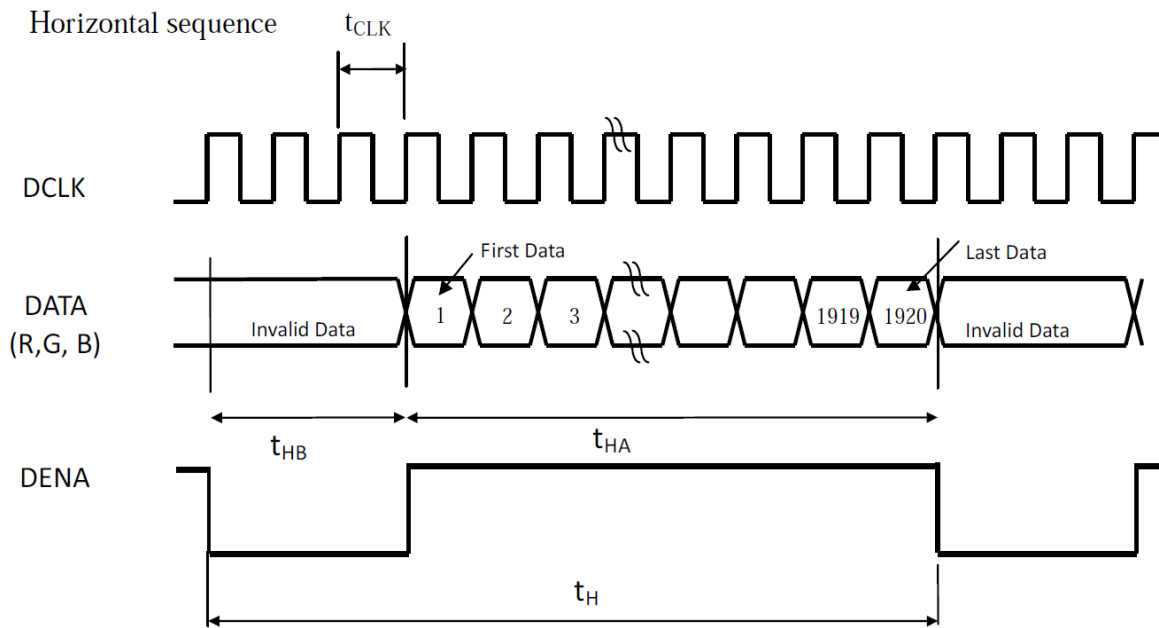 Horizontal sequence
tCLK
DCLK
First Data
Last Data
DATA
(R,G, B)
Invalid Data
1
2
3
1919
1920
Invalid Data
tHB
tHA
DENA
tH